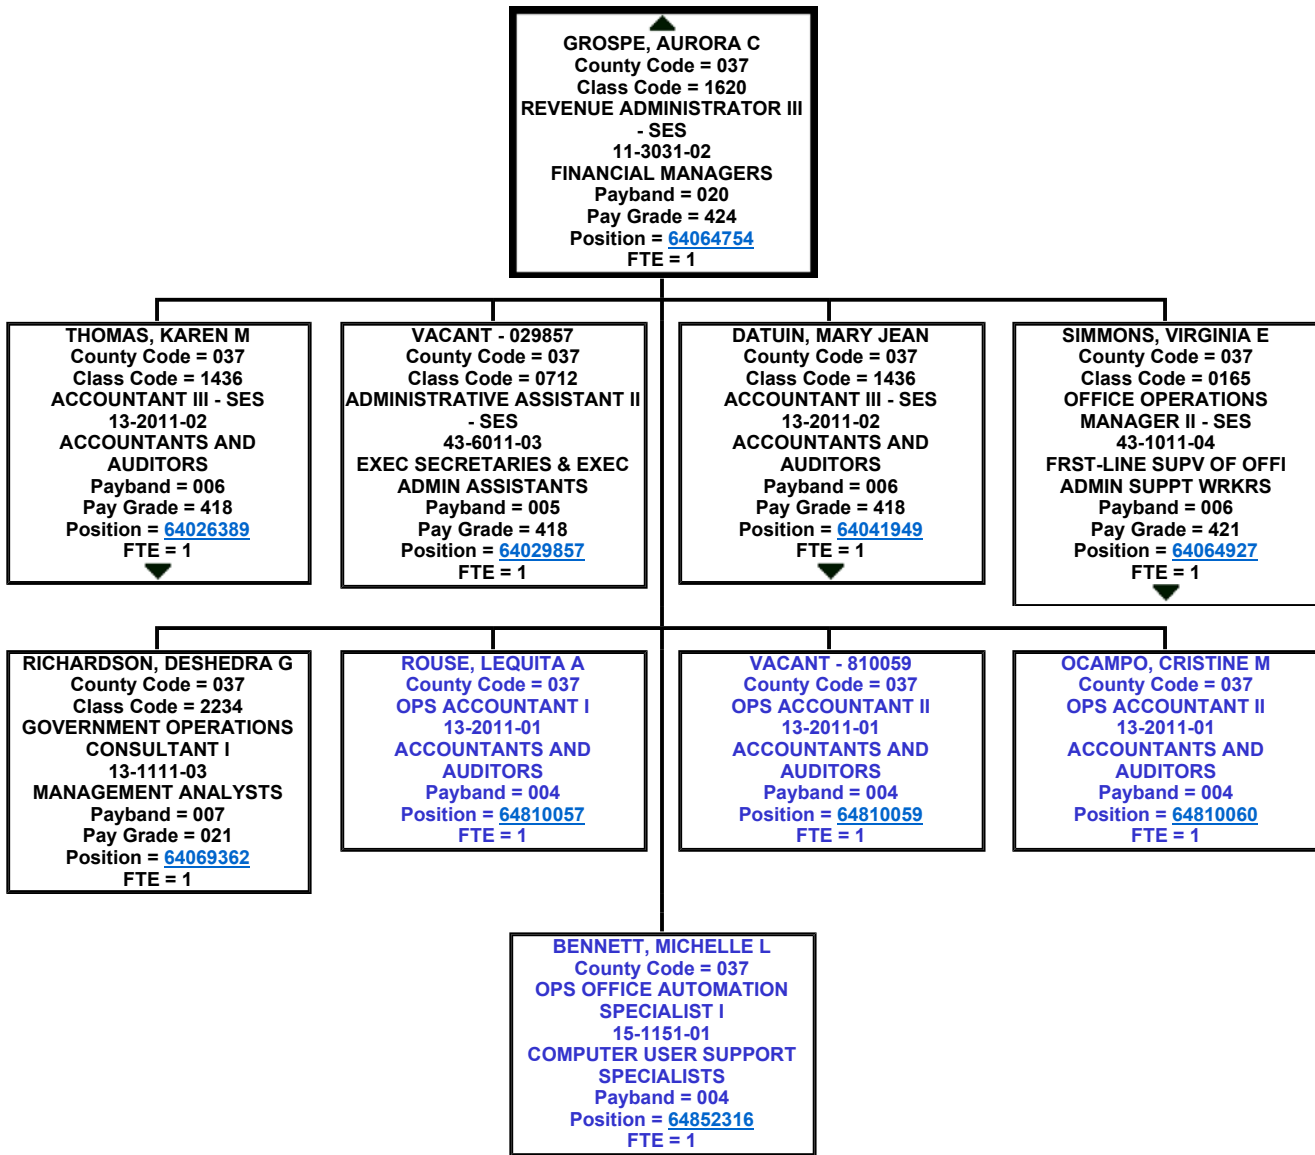 GROSPE, AURORA C
County Code = 037
Class Code = 1620
REVENUE ADMINISTRATOR III
- SES
11-3031-02
FINANCIAL MANAGERS
Payband = 020
Pay Grade = 424
Position = 64064754
FTE = 1
THOMAS, KAREN M
County Code = 037
Class Code = 1436
ACCOUNTANT III - SES
13-2011-02
ACCOUNTANTS AND
AUDITORS
Payband = 006
Pay Grade = 418
Position = 64026389
FTE = 1
VACANT - 029857
County Code = 037
Class Code = 0712
ADMINISTRATIVE ASSISTANT II
- SES
43-6011-03
EXEC SECRETARIES & EXEC
ADMIN ASSISTANTS
Payband = 005
Pay Grade = 418
Position = 64029857
FTE = 1
DATUIN, MARY JEAN
County Code = 037
Class Code = 1436
ACCOUNTANT III - SES
13-2011-02
ACCOUNTANTS AND
AUDITORS
Payband = 006
Pay Grade = 418
Position = 64041949
FTE = 1
SIMMONS, VIRGINIA E
County Code = 037
Class Code = 0165
OFFICE OPERATIONS
MANAGER II - SES
43-1011-04
FRST-LINE SUPV OF OFFI
ADMIN SUPPT WRKRS
Payband = 006
Pay Grade = 421
Position = 64064927
FTE = 1
RICHARDSON, DESHEDRA G
County Code = 037
Class Code = 2234
GOVERNMENT OPERATIONS
CONSULTANT I
13-1111-03
MANAGEMENT ANALYSTS
Payband = 007
Pay Grade = 021
Position = 64069362
FTE = 1
ROUSE, LEQUITA A
County Code = 037
OPS ACCOUNTANT I
13-2011-01
ACCOUNTANTS AND
AUDITORS
Payband = 004
Position = 64810057
FTE = 1
VACANT - 810059
County Code = 037
OPS ACCOUNTANT II
13-2011-01
ACCOUNTANTS AND
AUDITORS
Payband = 004
Position = 64810059
FTE = 1
OCAMPO, CRISTINE M
County Code = 037
OPS ACCOUNTANT II
13-2011-01
ACCOUNTANTS AND
AUDITORS
Payband = 004
Position = 64810060
FTE = 1
BENNETT, MICHELLE L
County Code = 037
OPS OFFICE AUTOMATION
SPECIALIST I
15-1151-01
COMPUTER USER SUPPORT
SPECIALISTS
Payband = 004
Position = 64852316
FTE = 1